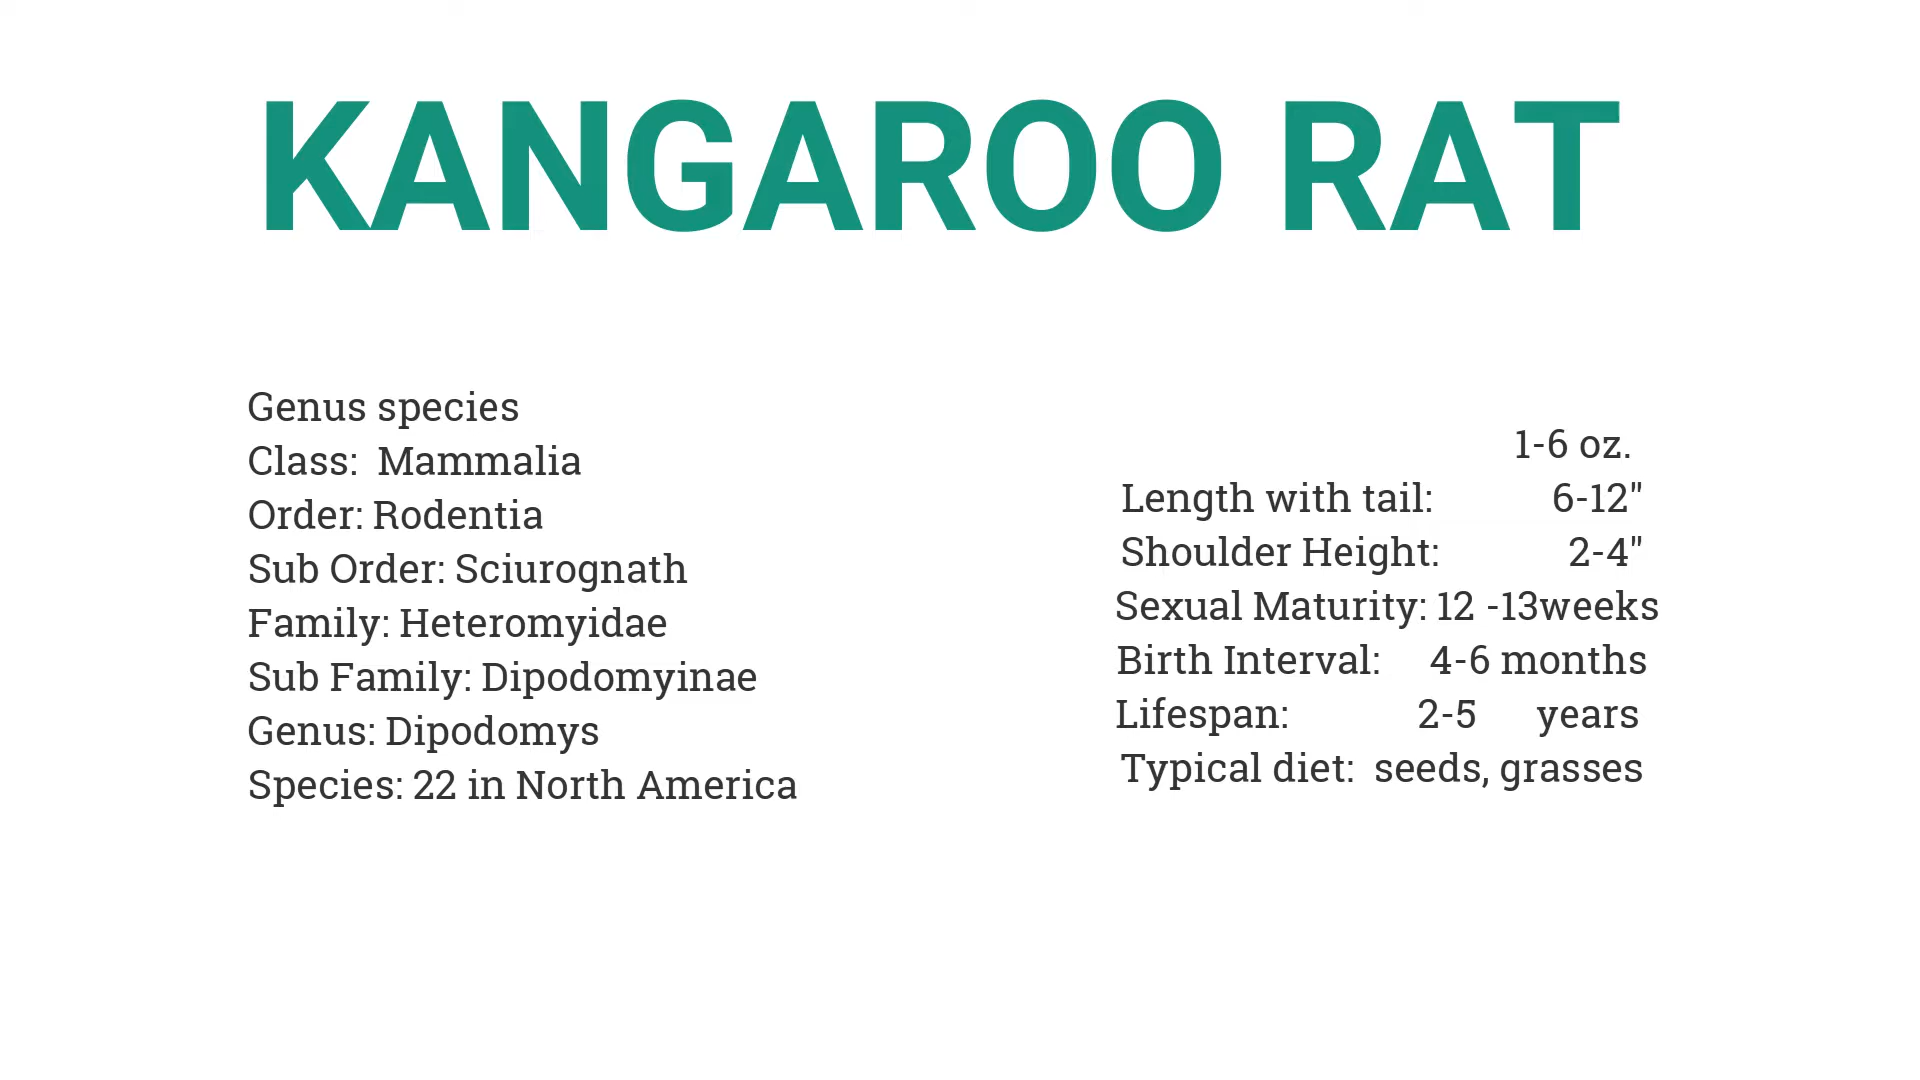 KANGAROO RAT
Genus species
Class: Mammalia
Order: Rodentia
Sub Order: Sciurognath
Family: Heteromyidae
Sub Family: Dipodomyinae
Genus: Dipodomys
Species: 22 in North America
1-6 oz.
Length with tail: 6-12"
Shoulder Height: 2-4"
Sexual Maturity: 12 -13weeks
Birth Interval: 4-6 months
Lifespan: 2-5 years
Typical diet: seeds, grasses